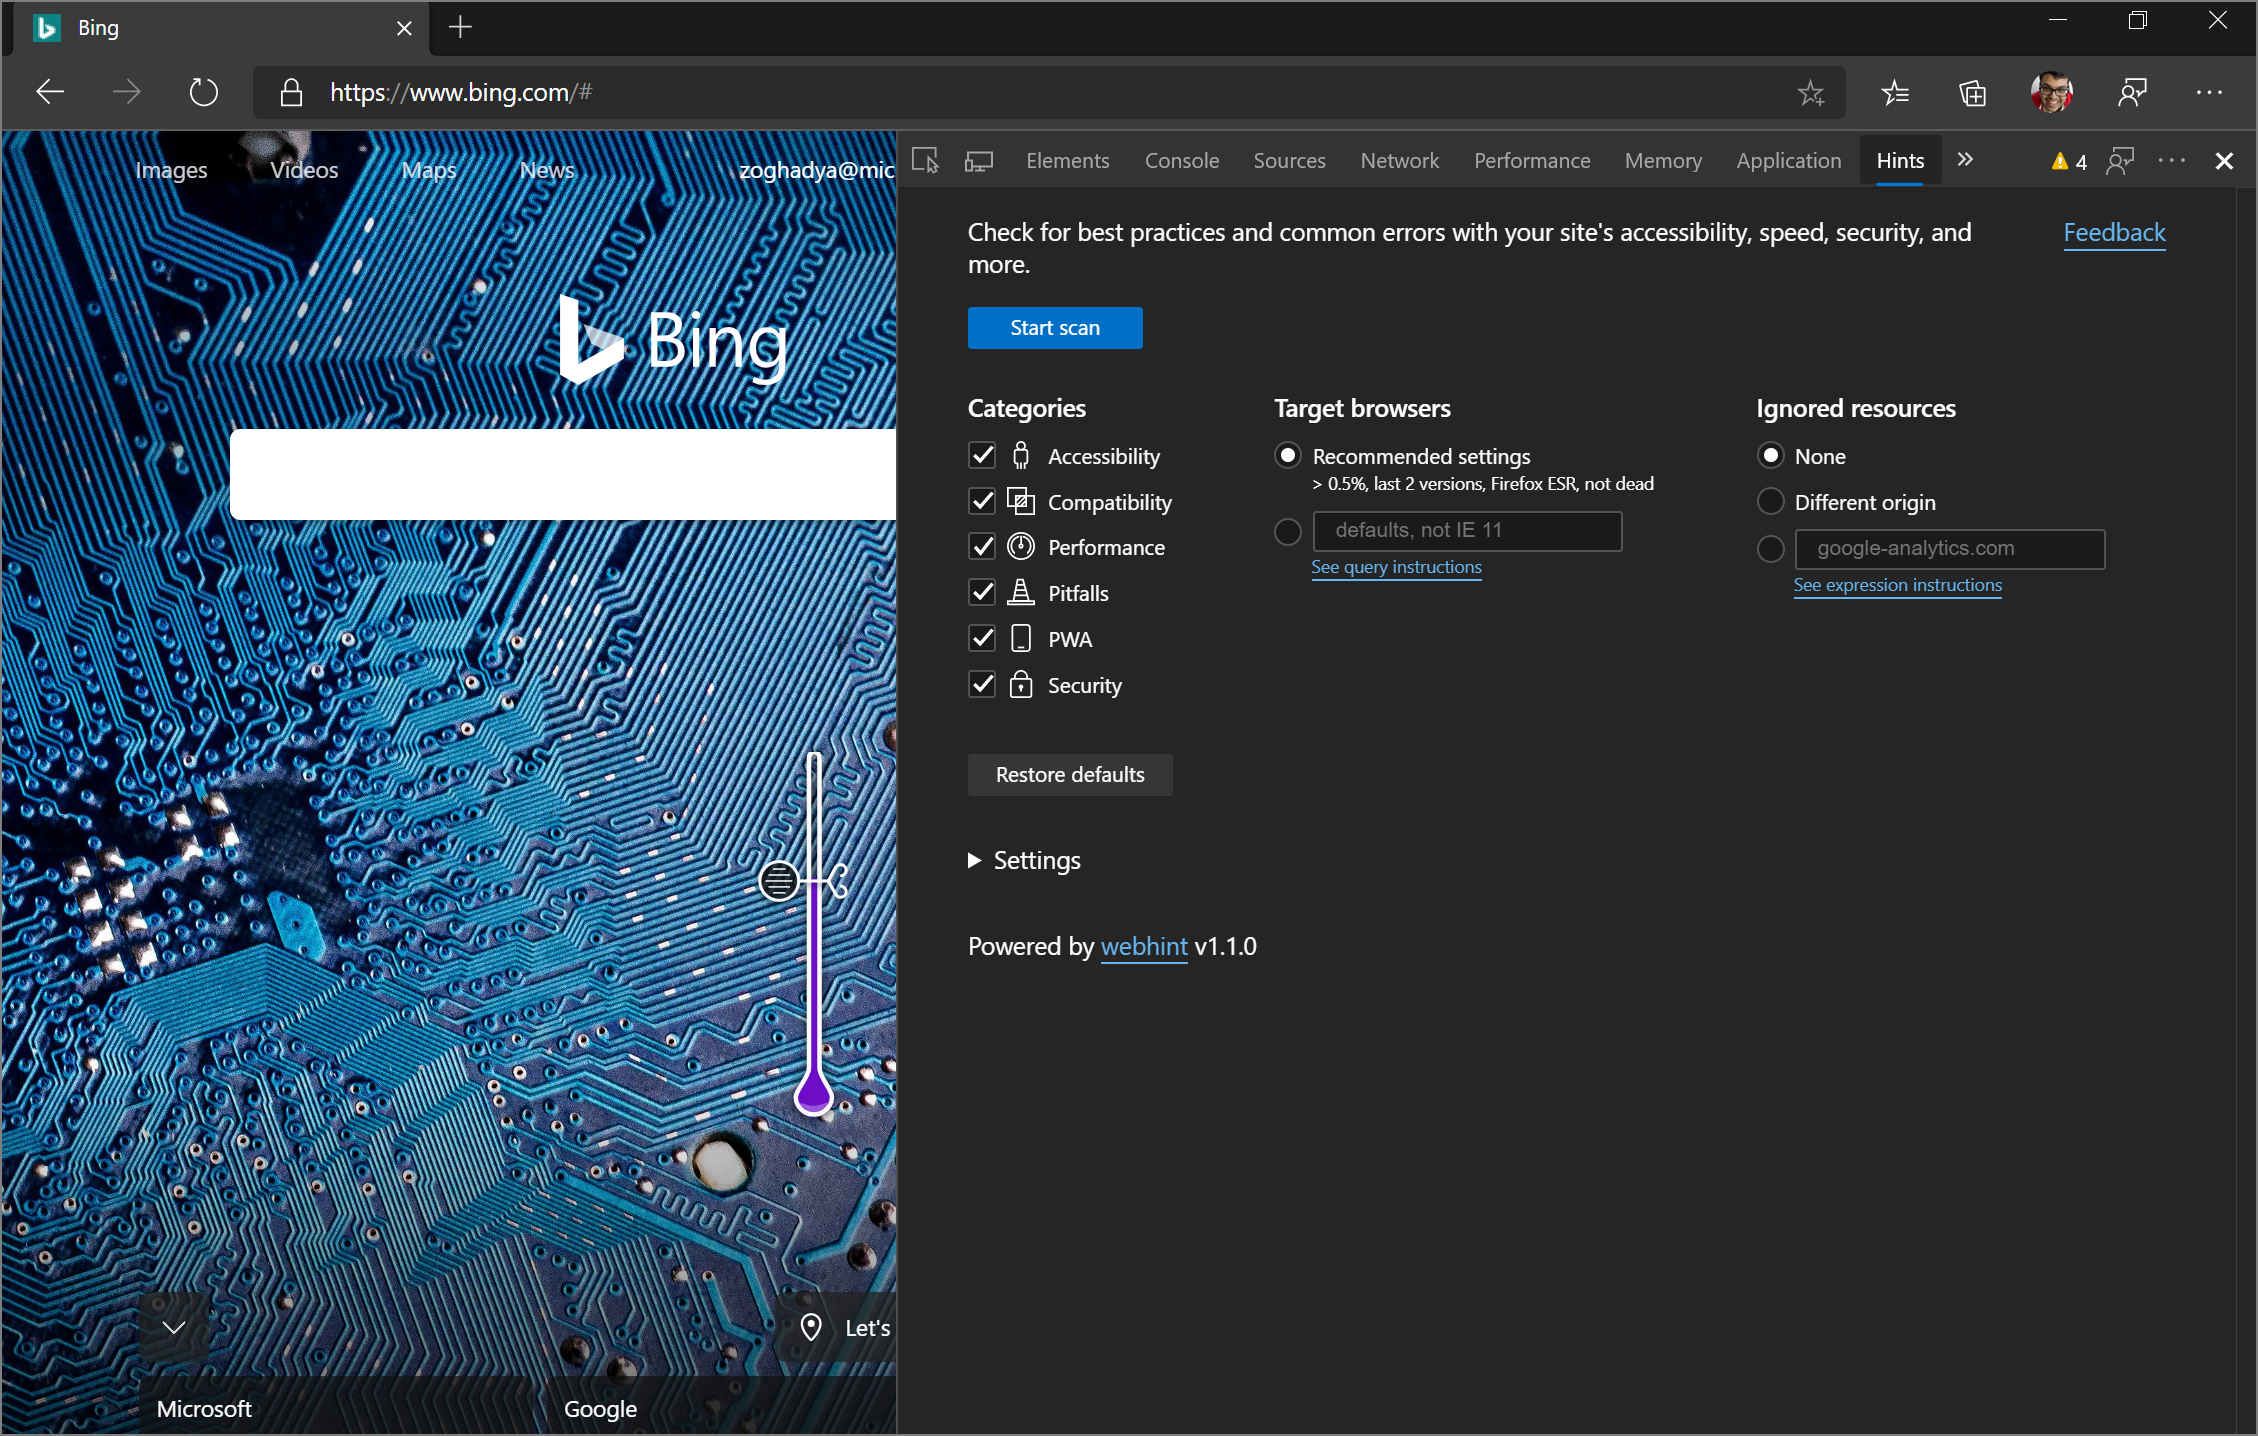 Bing
https://www.bing.com/#
Images Videos Maps News zoghadya@mic
Bing
Let's
Microsoft Google
Elements Console Sources Network Performance Memory Application Hints 4
Check for best practices and common errors with your site's accessibility, speed, security, and
more.
Feedback
Start scan
Categories
Accessibility
Compatibility
Performance
Pitfalls
PWA
Security
Target browsers
Recommended settings
> 0.5%, last 2 versions, Firefox ESR, not dead
defaults, not IE 11
See query instructions
Ignored resources
None
Different origin
google-analytics.com
See expression instructions
Restore defaults
Settings
Powered by webhint v1.1.0